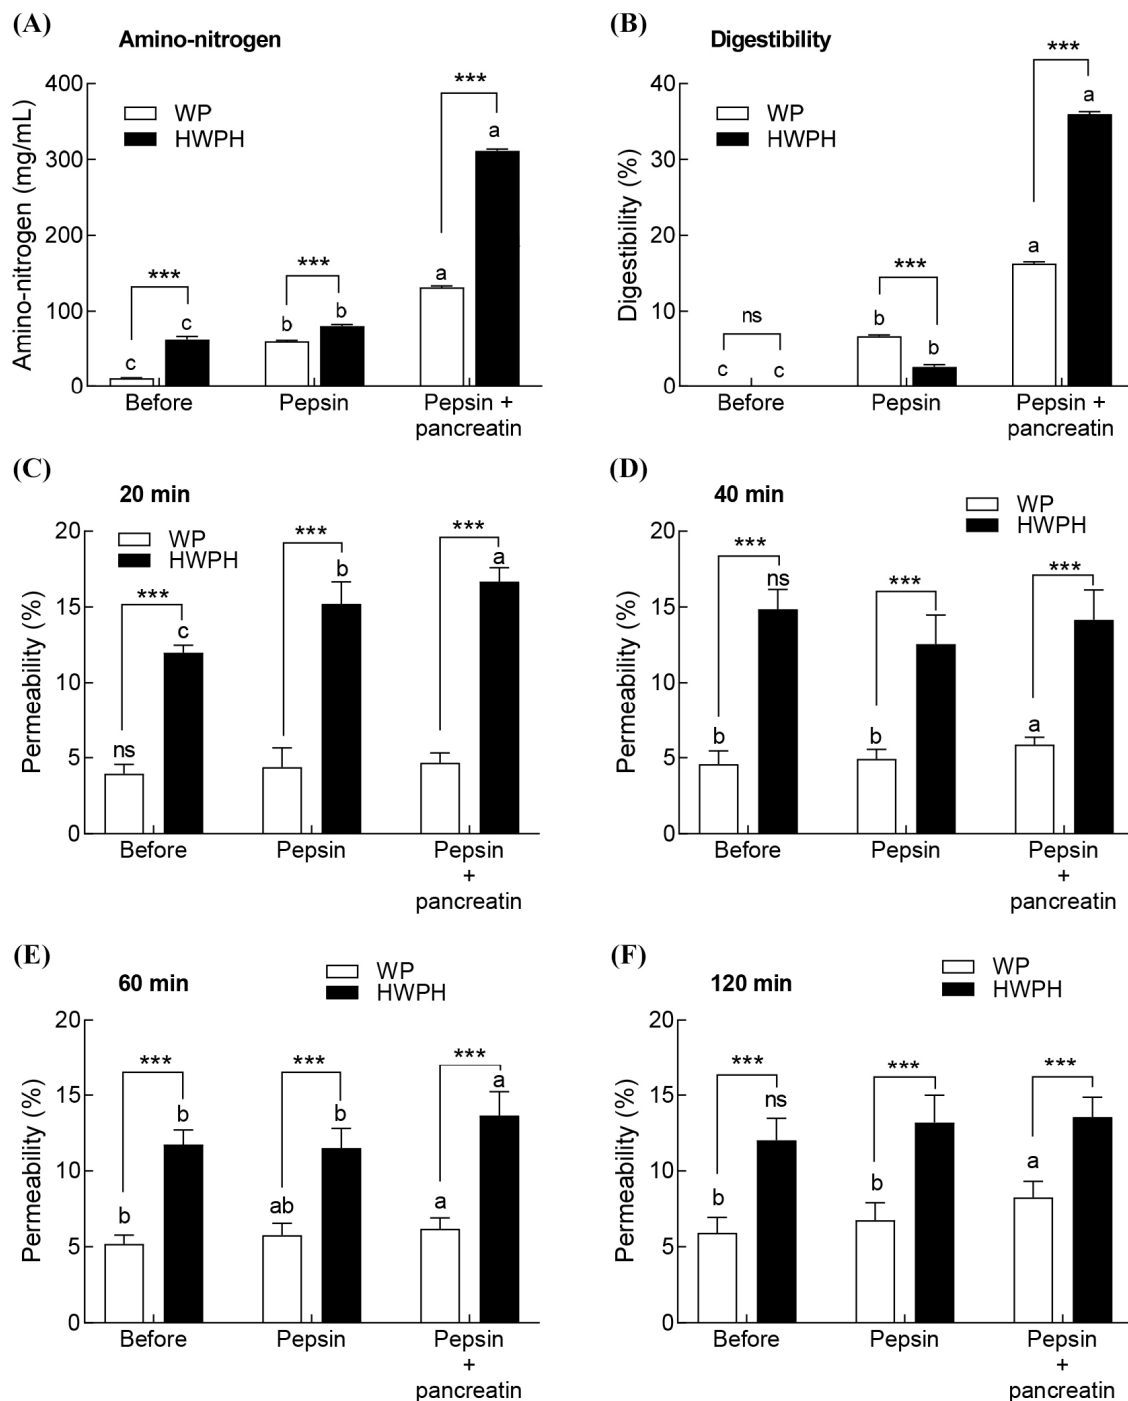 (A)
Amino-nitrogen
Amino-nitrogen (mg/mL)
400
300
200
100
0
WP
HWPH
c
***
c
b
***
b
a
***
a
Before
Pepsin
Pepsin +
pancreatin
(B)
Digestibility
Digestibility (%)
40
30
20
10
0
WP
HWPH
c
ns
c
b
***
b
a
***
a
Before
Pepsin
Pepsin +
pancreatin
(C)
20 min
Permeability (%)
20
15
10
5
0
WP
HWPH
ns
***
c
***
b
***
a
Before
Pepsin
Pepsin
+
pancreatin
(D)
40 min
Permeability (%)
20
15
10
5
0
WP
HWPH
b
***
ns
b
***
a
***
Before
Pepsin
Pepsin
+
pancreatin
(E)
60 min
Permeability (%)
20
15
10
5
0
WP
HWPH
b
***
b
ab
***
b
a
***
a
Before
Pepsin
Pepsin
+
pancreatin
(F)
120 min
Permeability (%)
20
15
10
5
0
WP
HWPH
b
***
ns
b
***
a
***
Before
Pepsin
Pepsin
+
pancreatin